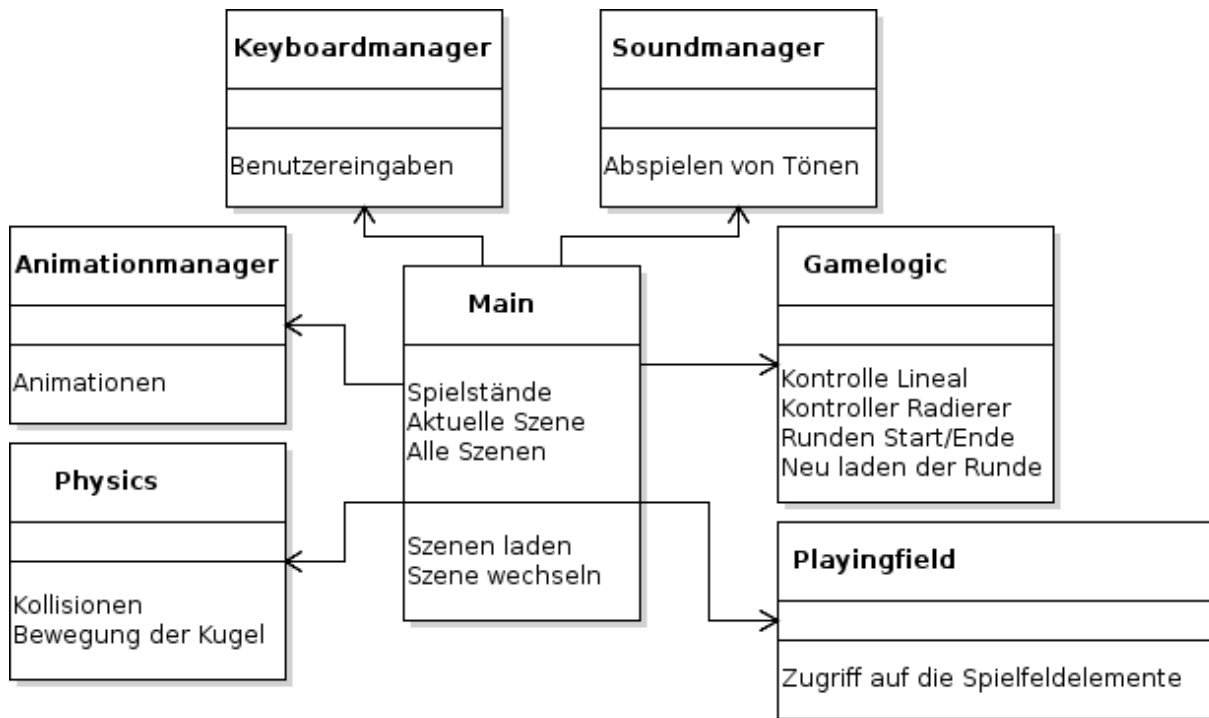 Keyboardmanager
Benutzereingaben
Soundmanager
Abspielen von Tönen
Animationmanager
Animationen
Main
Spielstände
Aktuelle Szene
Alle Szenen
Szenen laden
Szene wechseln
Gamelogic
Kontrolle Lineal
Kontroller Radierer
Runden Start/Ende
Neu laden der Runde
Physics
Kollisionen
Bewegung der Kugel
Playingfield
Zugriff auf die Spielfeldelemente